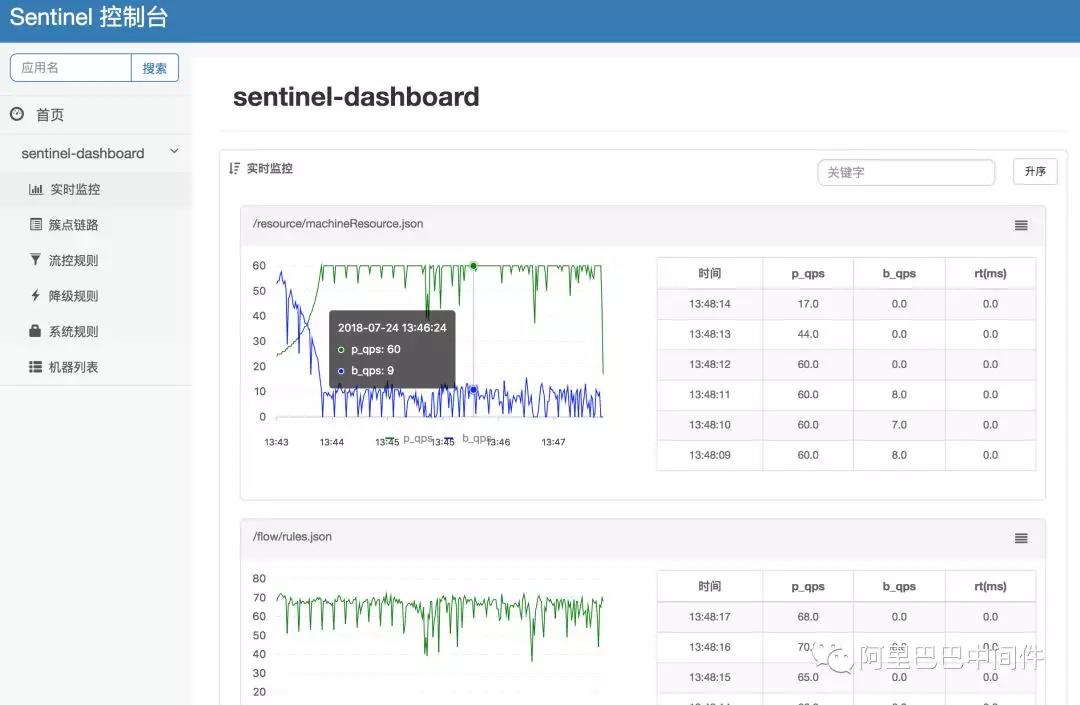 Sentinel 控制台
应用名 搜索
首页
sentinel-dashboard
实时监控
簇点链路
流控规则
降级规则
系统规则
机器列表
sentinel-dashboard
实时监控 关键字 升序
/resource/machineResource.json
60
50
40
30
20
10
0
13:43 13:44 13:45 13:45 13:46 13:47
p_qps b_qps
2018-07-24 13:46:24
p_qps: 60
b_qps: 9
时间 p_qps b_qps rt(ms)
13:48:14 17.0 0.0 0.0
13:48:13 44.0 0.0 0.0
13:48:12 60.0 0.0 0.0
13:48:11 60.0 8.0 0.0
13:48:10 60.0 7.0 0.0
13:48:09 60.0 8.0 0.0
/flow/rules.json
80
70
60
50
40
30
20
时间 p_qps b_qps rt(ms)
13:48:17 68.0 0.0 0.0
13:48:16 70. 0.0
13:48:15 65.0 0.0 0.0
阿里巴巴中间件